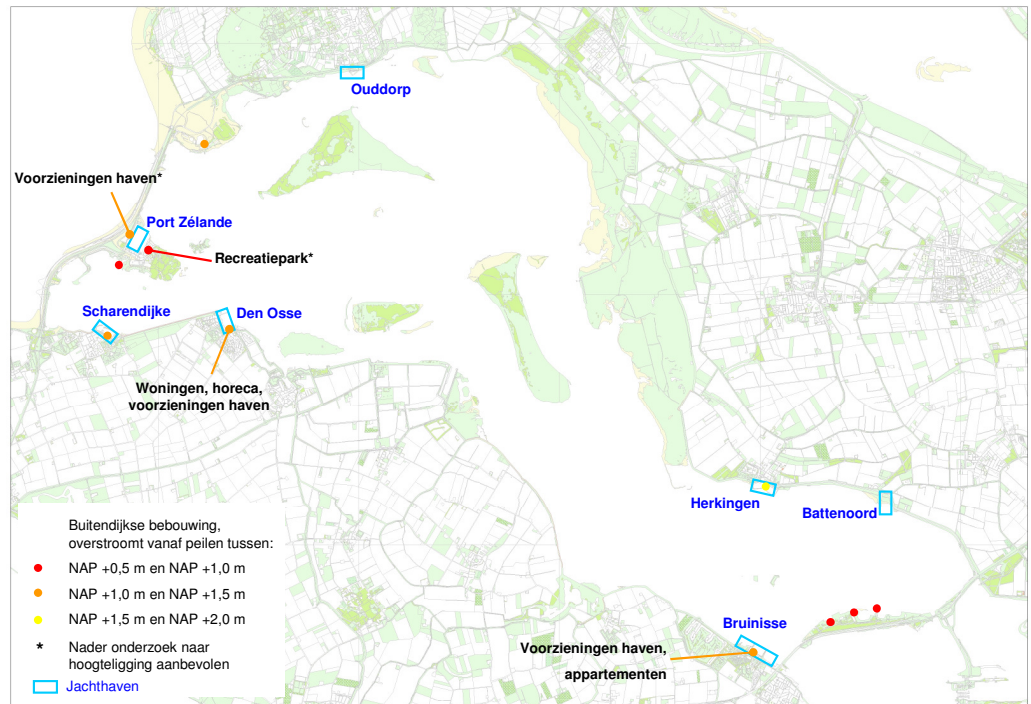 Ouddorp
Voorzieningen haven*
Port Zélande
Recreatiepark*
Scharendijke
Den Osse
Woningen, horeca,
voorzieningen haven
Herkingen
Battenoord
Bruinisse
Voorzieningen haven,
appartementen
Buitendijkse bebouwing,
overstroomt vanaf peilen tussen:
NAP +0,5 m en NAP +1,0 m
NAP +1,0 m en NAP +1,5 m
NAP +1,5 m en NAP +2,0 m
* Nader onderzoek naar
hoogteligging aanbevolen
Jachthaven